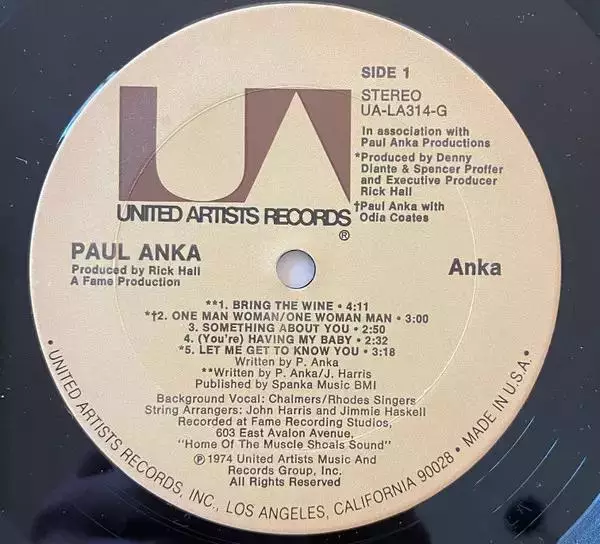 UA
SIDE 1
STEREO
UA-LA314-G
In association with
Paul Anka Productions
*Produced by Denny
Diante & Spencer Proffer
and Executive Producer
Rick Hall
†Paul Anka with
Odia Coates
UNITED ARTISTS RECORDS®
PAUL ANKA
Produced by Rick Hall
A Fame Production
Anka
**1. BRING THE WINE • 4:11
*†2. ONE MAN WOMAN/ONE WOMAN MAN • 3:00
3. SOMETHING ABOUT YOU • 2:50
4. (You're) HAVING MY BABY • 2:32
*5. LET ME GET TO KNOW YOU • 3:18
Written by P. Anka
**Written by P. Anka/J. Harris
Published by Spanka Music BMI
Background Vocal: Chalmers/Rhodes Singers
String Arrangers: John Harris and Jimmie Haskell
Recorded at Fame Recording Studios,
603 East Avalon Avenue,
"Home Of The Muscle Shoals Sound"
℗ 1974 United Artists Music And
Records Group, Inc.
All Rights Reserved
• UNITED ARTISTS RECORDS, INC., LOS ANGELES, CALIFORNIA 90028 • MADE IN U.S.A. •